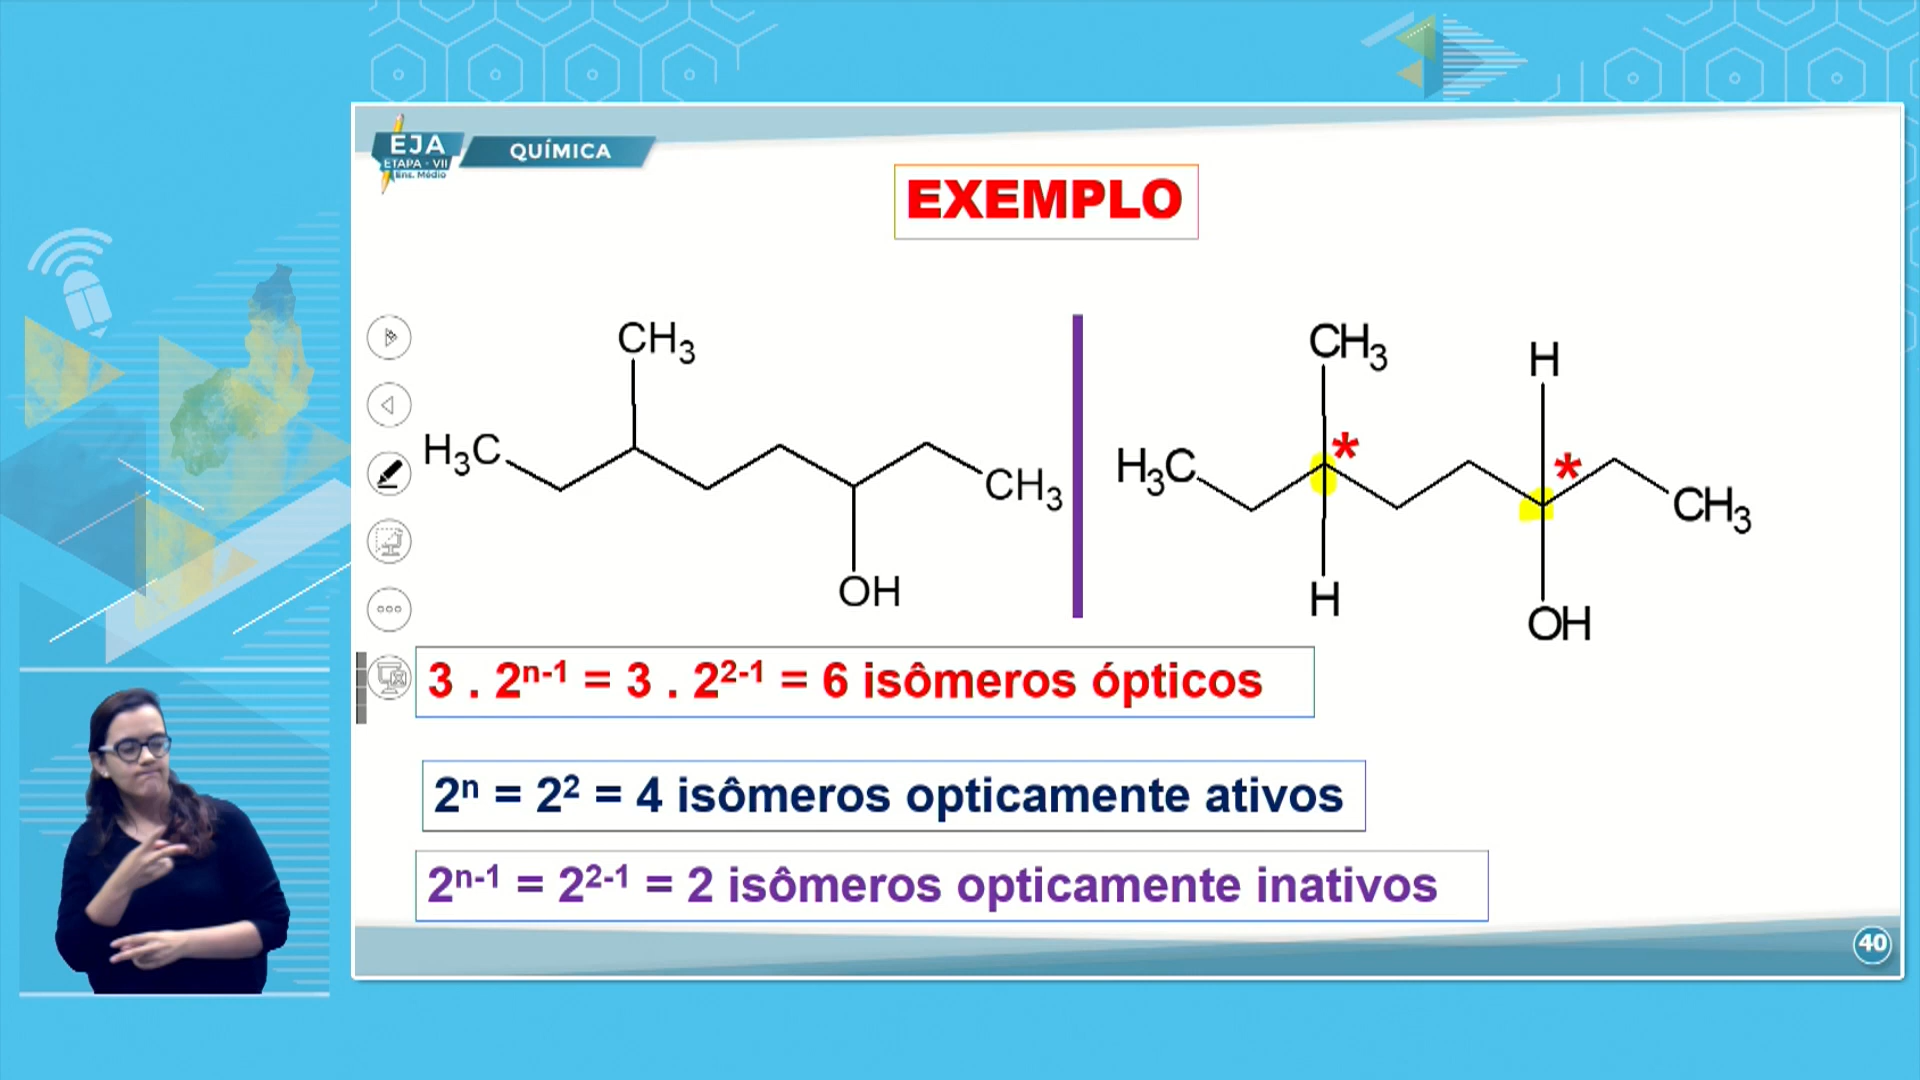 EJA
ETAPA - VII
Ens. Médio
QUÍMICA
EXEMPLO
CH₃
H₃C
CH₃
OH
CH₃
H
H₃C
*
*
CH₃
H
OH
3 . 2ⁿ⁻¹ = 3 . 2²⁻¹ = 6 isômeros ópticos
2ⁿ = 2² = 4 isômeros opticamente ativos
2ⁿ⁻¹ = 2²⁻¹ = 2 isômeros opticamente inativos
40